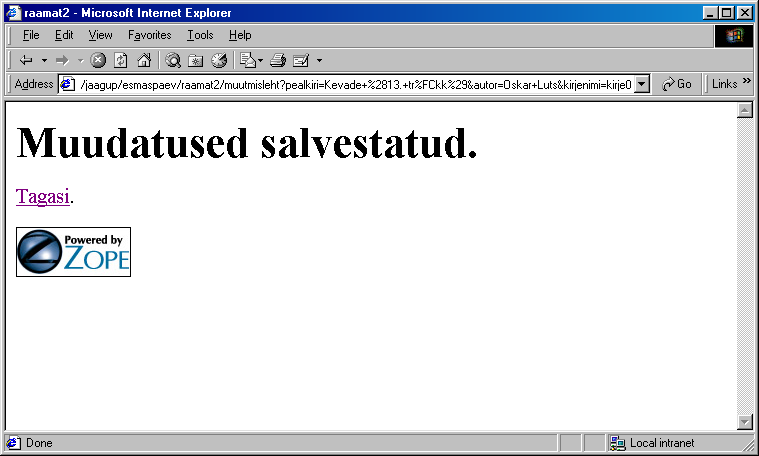 raamat2 - Microsoft Internet Explorer
File Edit View Favorites Tools Help
Address /jaagup/esmaspaev/raamat2/muutmisleht?pealkiri=Kevade+%2813.+tr%FCkk%29&autor=Oskar+Luts&kirjenimi=kirje0 Go Links »
Muudatused salvestatud.
Tagasi.
Powered by
ZOPE
Done Local intranet